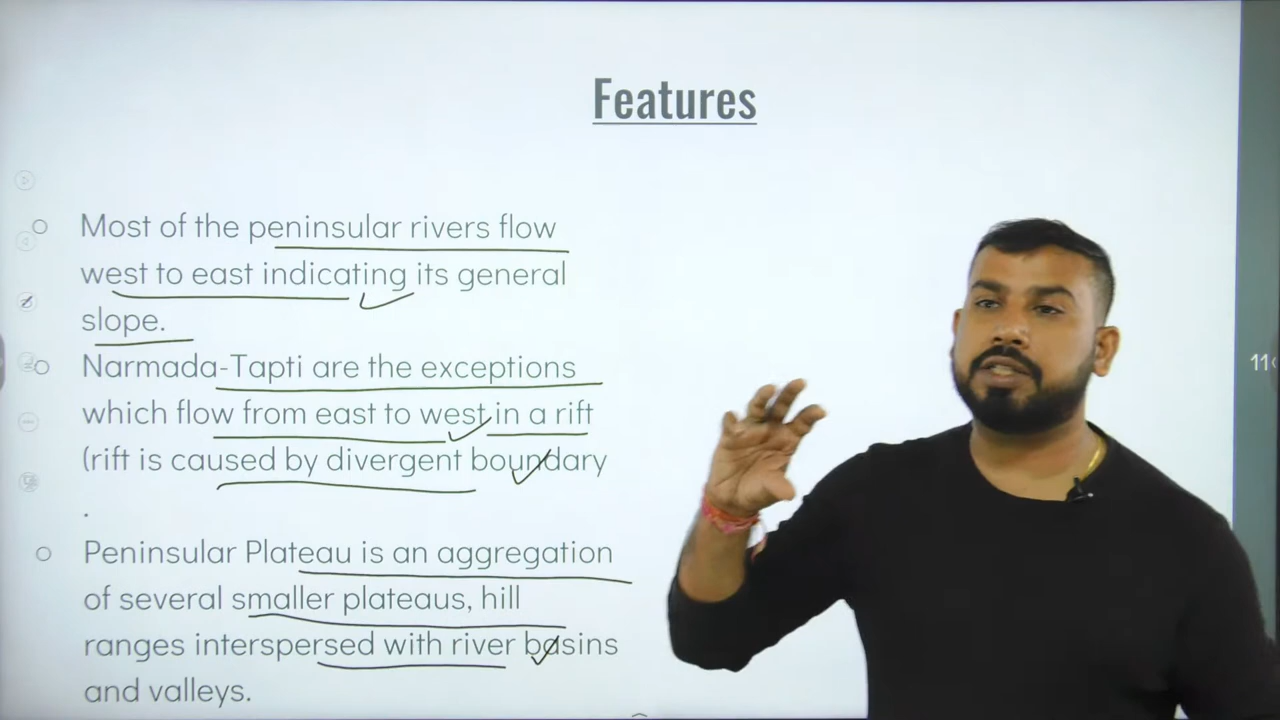 Features
Most of the peninsular rivers flow
west to east indicating its general
slope.
Narmada-Tapti are the exceptions
which flow from east to west in a rift
(rift is caused by divergent boundary
.
Peninsular Plateau is an aggregation
of several smaller plateaus, hill
ranges interspersed with river basins
and valleys.